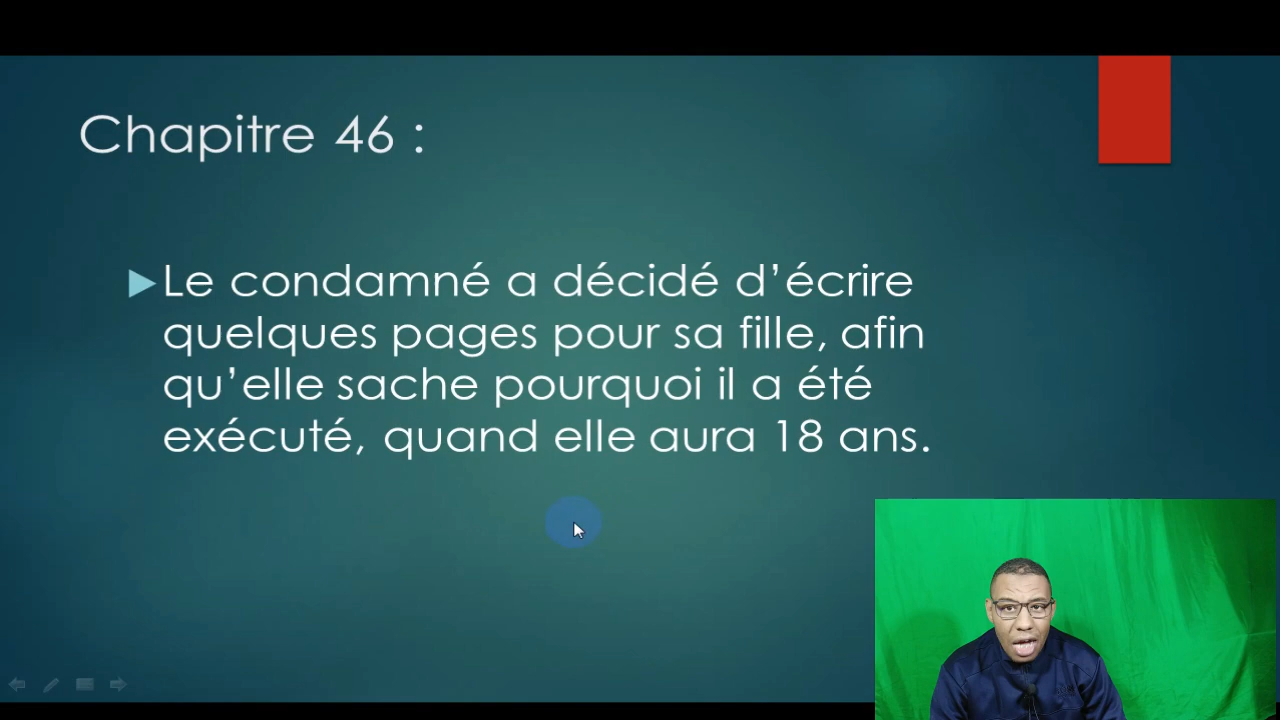 Chapitre 46 :
Le condamné a décidé d’écrire
quelques pages pour sa fille, afin
qu’elle sache pourquoi il a été
exécuté, quand elle aura 18 ans.